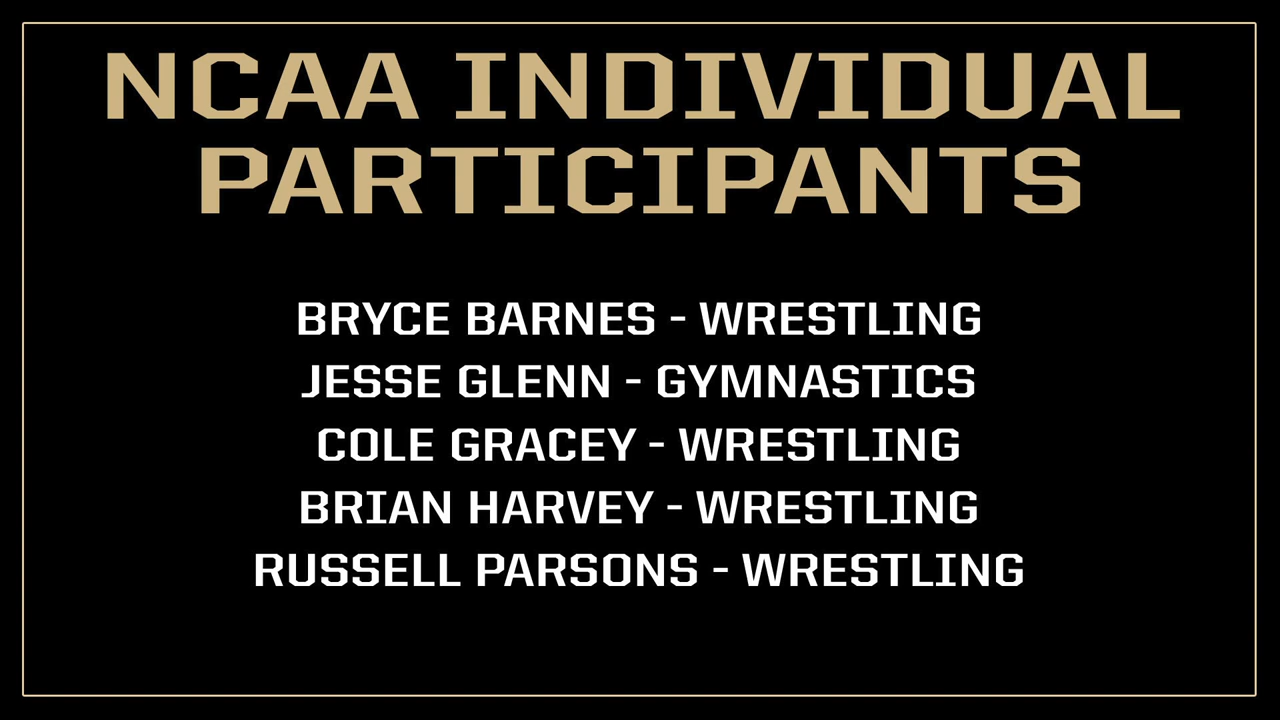 NCAA INDIVIDUAL
PARTICIPANTS
BRYCE BARNES - WRESTLING
JESSE GLENN - GYMNASTICS
COLE GRACEY - WRESTLING
BRIAN HARVEY - WRESTLING
RUSSELL PARSONS - WRESTLING